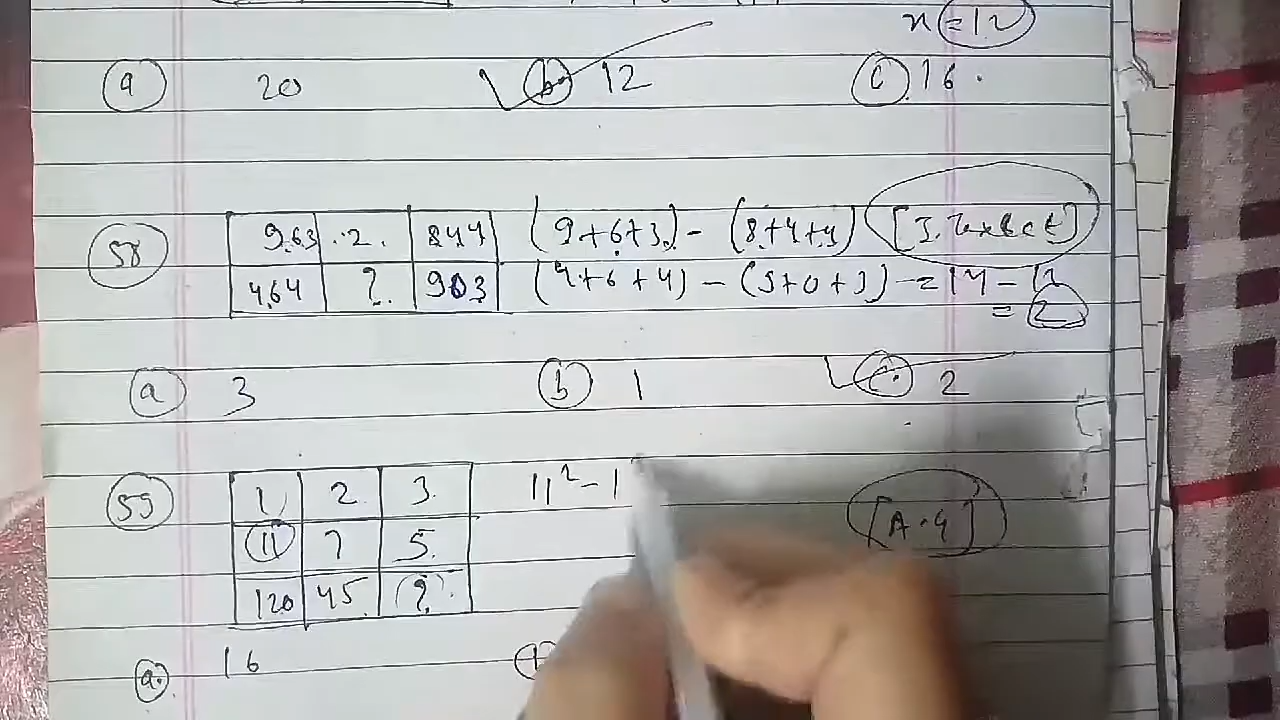 x = 12
a 20 b 12 c 16
58 963 2 844 (9+6+3) - (8+4+4)
464 ? 903 (4+6+4) - (9+0+3) = 14 - 12
= 2
a 3 b 1 c. 2
59 1 2 3 11² - 1
11 7 5 [A.4]
120 45 (?)
a. 16